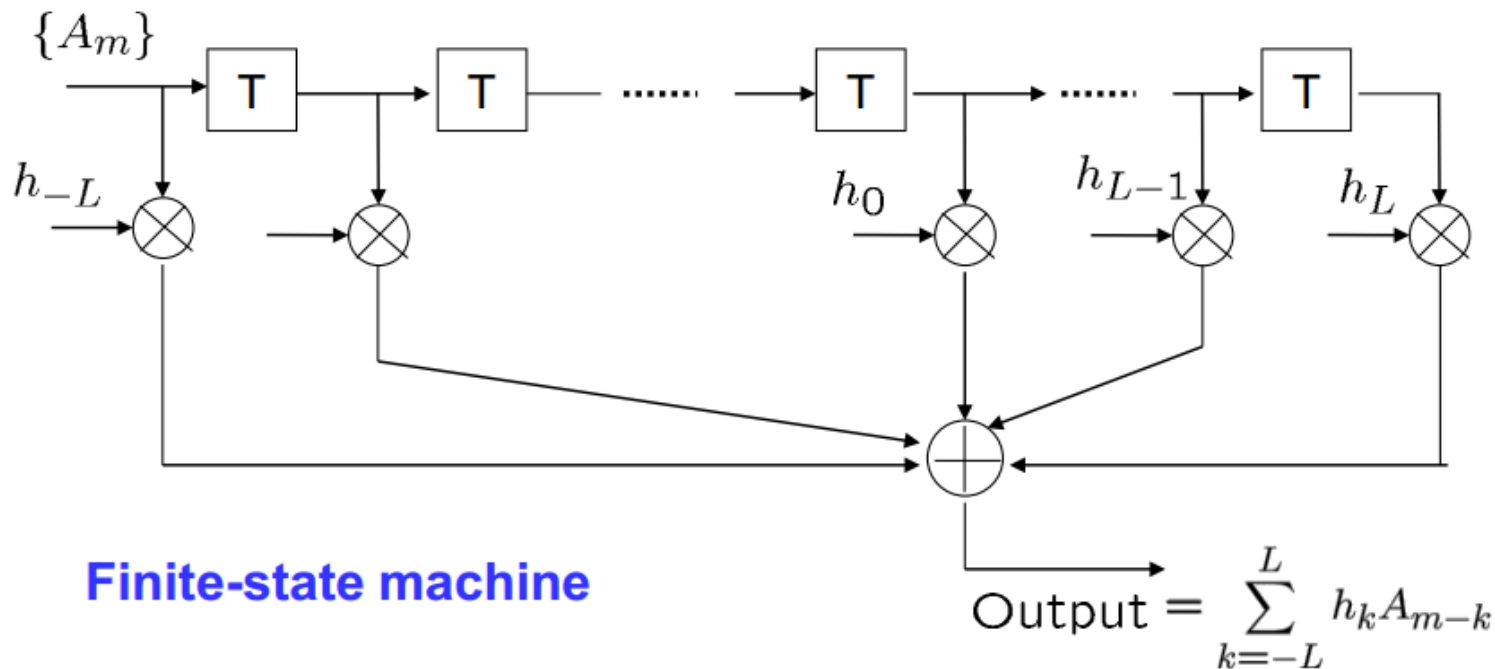 {A_m}
T
T
T
T
h_{-L}
h_0
h_{L-1}
h_L
Finite-state machine
Output = \sum_{k=-L}^{L} h_k A_{m-k}